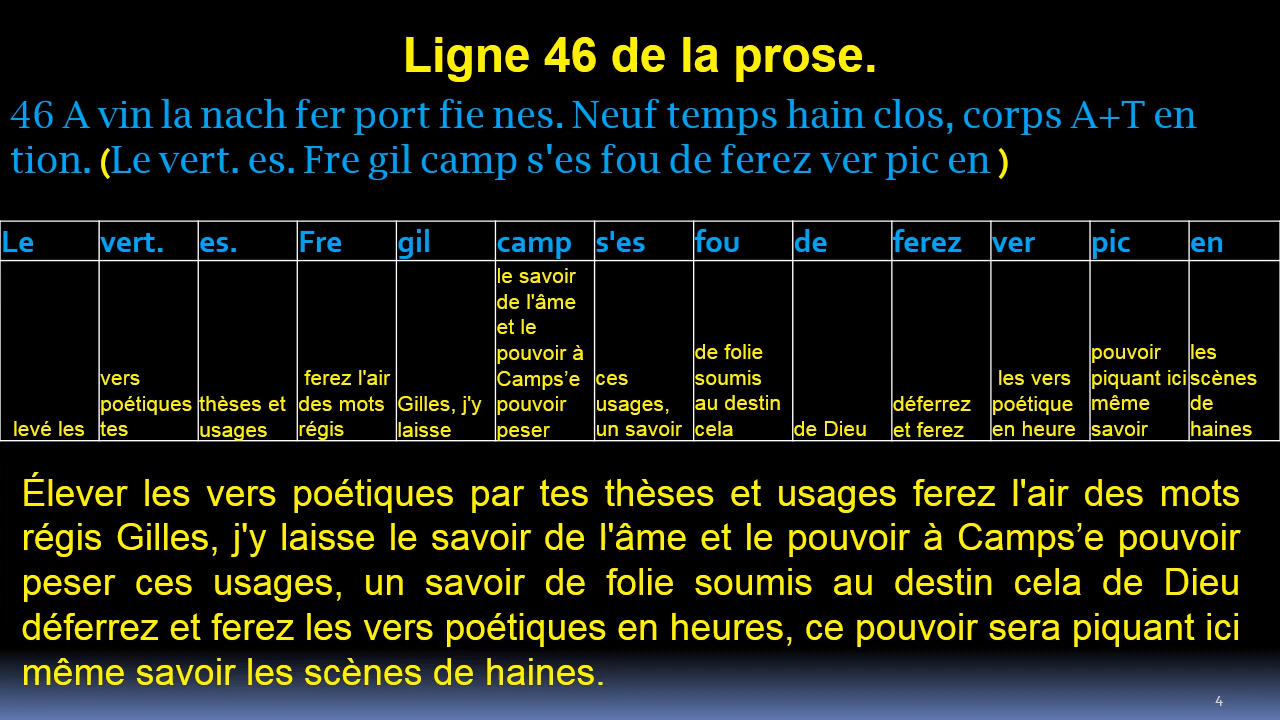 Ligne 46 de la prose.
46 A vin la nach fer port fie nes. Neuf temps hain clos, corps A+T en
tion. (Le vert. es. Fre gil camp s'es fou de ferez ver pic en )
Le vert. es. Fre gil camp s'es fou de ferez ver pic en
levé les
vers
poétiques
tes
thèses et
usages
ferez l'air
des mots
régis
Gilles, j'y
laisse
le savoir
de l'âme
et le
pouvoir à
Camps’e
pouvoir
peser
ces
usages,
un savoir
de folie
soumis
au destin
cela
de Dieu
déferrez
et ferez
les vers
poétique
en heure
pouvoir
piquant ici
même
savoir
les
scènes
de
haines
Élever les vers poétiques par tes thèses et usages ferez l'air des mots
régis Gilles, j'y laisse le savoir de l'âme et le pouvoir à Camps’e pouvoir
peser ces usages, un savoir de folie soumis au destin cela de Dieu
déferrez et ferez les vers poétiques en heures, ce pouvoir sera piquant ici
même savoir les scènes de haines.
4